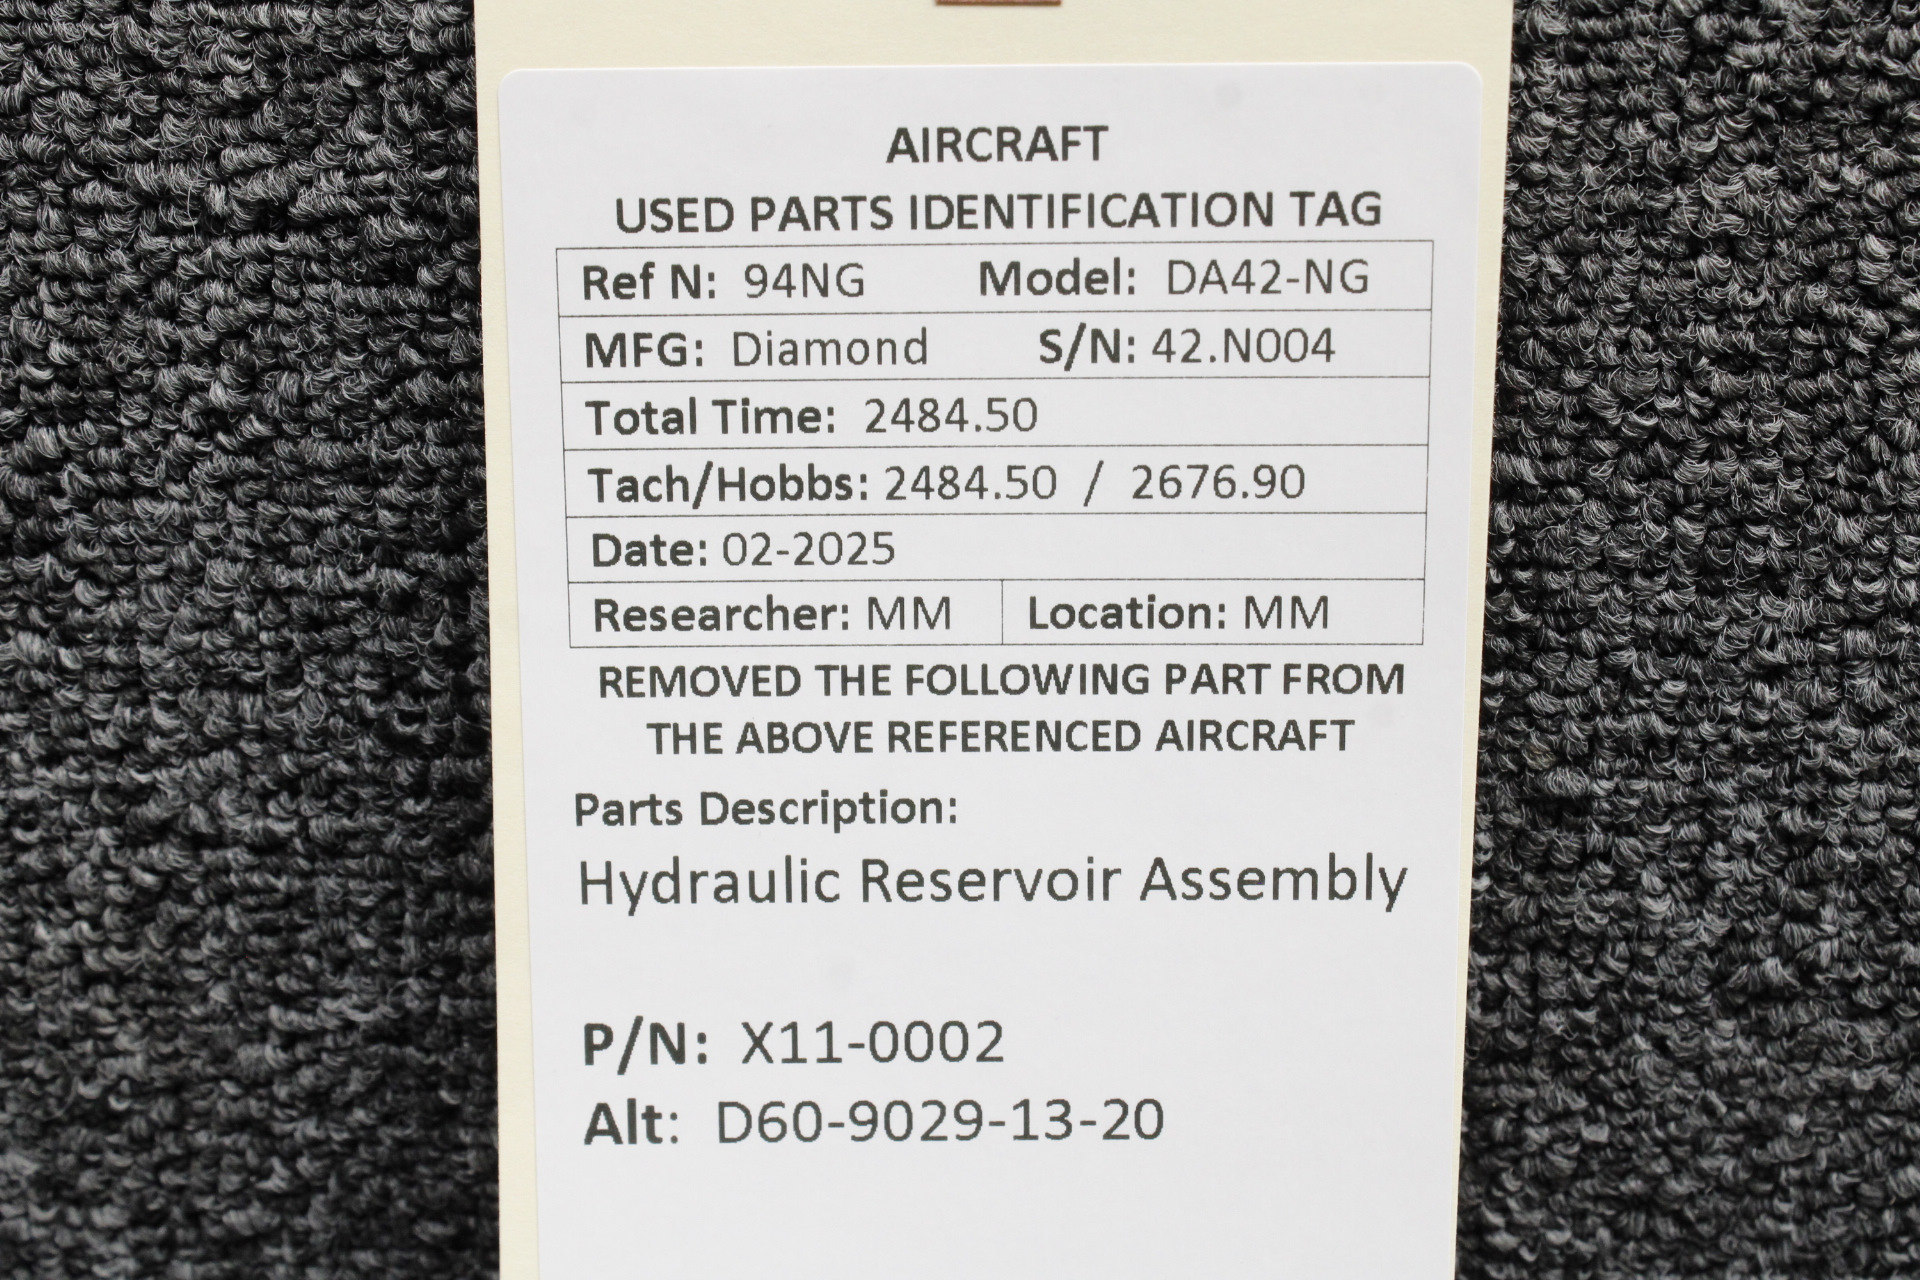 AIRCRAFT
USED PARTS IDENTIFICATION TAG
Ref N: 94NG Model: DA42-NG
MFG: Diamond S/N: 42.N004
Total Time: 2484.50
Tach/Hobbs: 2484.50 / 2676.90
Date: 02-2025
Researcher: MM Location: MM
REMOVED THE FOLLOWING PART FROM
THE ABOVE REFERENCED AIRCRAFT
Parts Description:
Hydraulic Reservoir Assembly
P/N: X11-0002
Alt: D60-9029-13-20